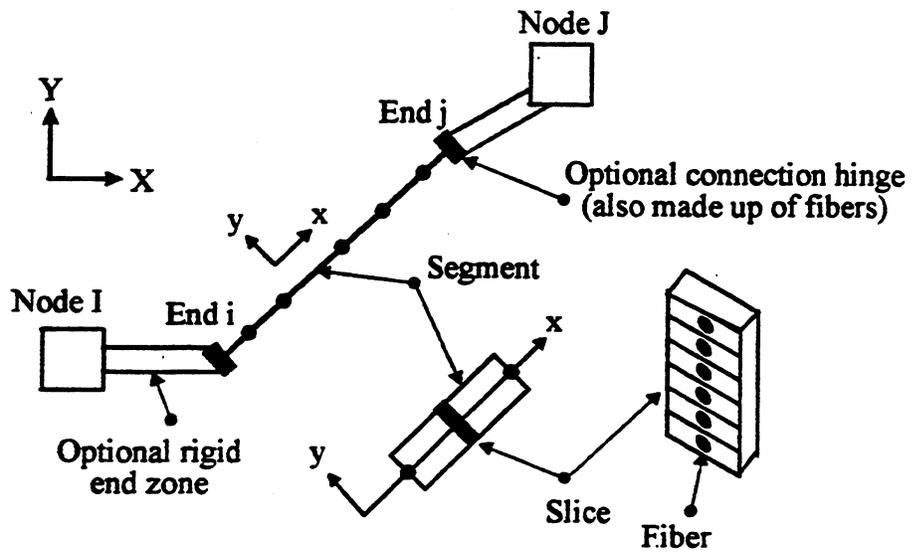 Node J
Y
End j
X
Optional connection hinge
(also made up of fibers)
y
x
Segment
Node I
End i
x
Optional rigid
end zone
y
Slice
Fiber